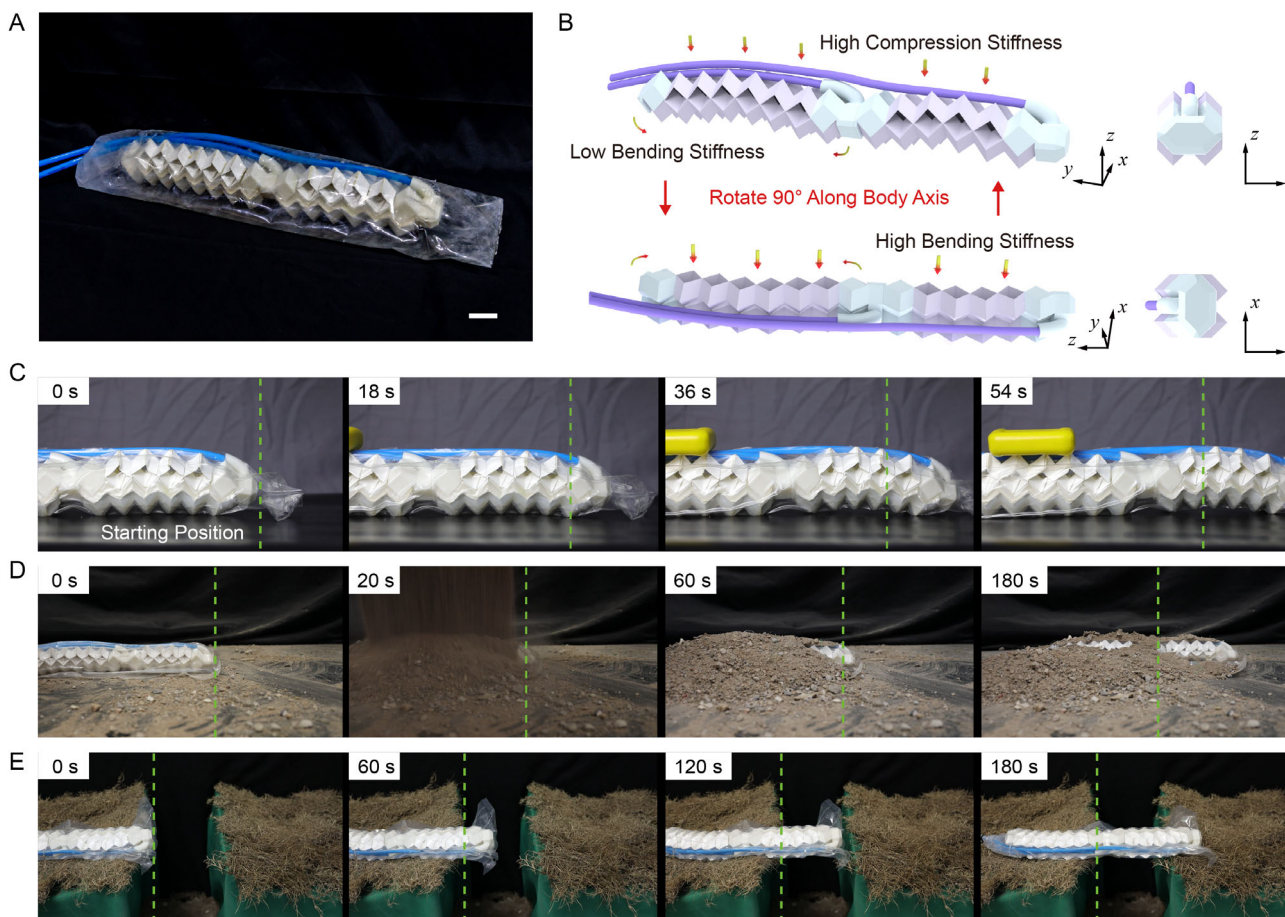 A
B
High Compression Stiffness
Low Bending Stiffness
z
x
y
z
Rotate 90° Along Body Axis
High Bending Stiffness
x
y
z
x
C
0 s
18 s
36 s
54 s
Starting Position
D
0 s
20 s
60 s
180 s
E
0 s
60 s
120 s
180 s